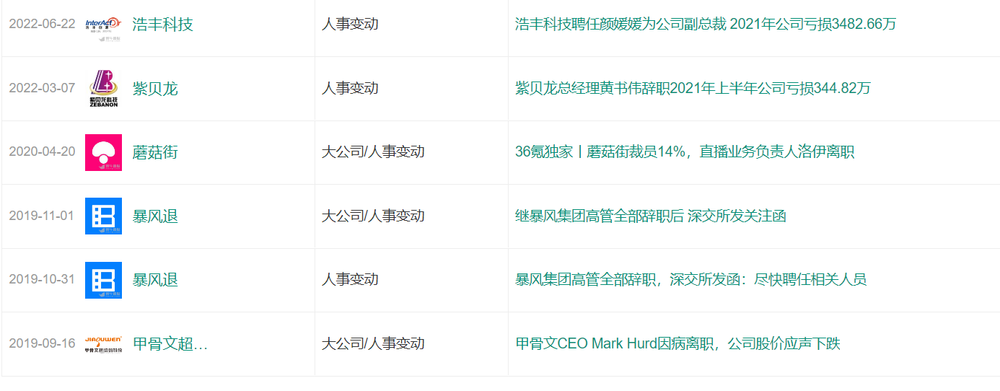 2022-06-22 InterAct 浩丰科技 人事变动 浩丰科技聘任颜媛媛为公司副总裁 2021年公司亏损3482.66万
浩丰创源
2022-03-07 紫贝龙科技 紫贝龙 人事变动 紫贝龙总经理黄书伟辞职2021年上半年公司亏损344.82万
ZEBANON
2020-04-20 蘑菇街 大公司/人事变动 36氪独家丨蘑菇街裁员14%，直播业务负责人洛伊离职
2019-11-01 暴风退 大公司/人事变动 继暴风集团高管全部辞职后 深交所发关注函
2019-10-31 暴风退 人事变动 暴风集团高管全部辞职，深交所发函：尽快聘任相关人员
2019-09-16 JIAGUWEN 甲骨文超... 大公司/人事变动 甲骨文CEO Mark Hurd因病离职，公司股价应声下跌